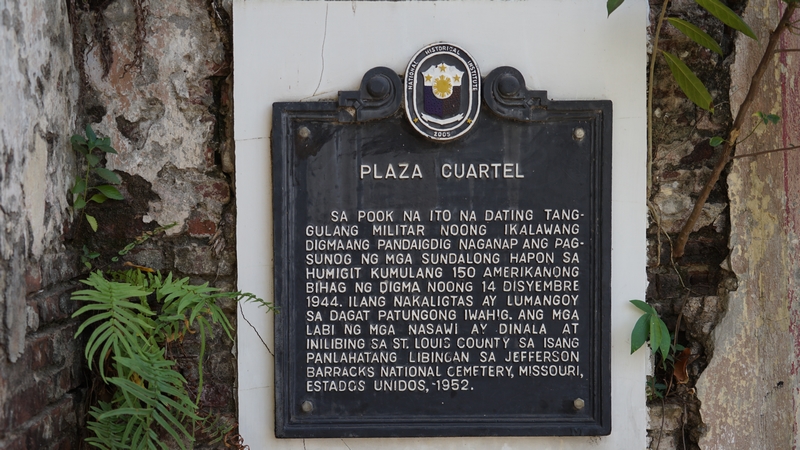 NATIONAL HISTORICAL INSTITUTE
2005
PLAZA CUARTEL
SA POOK NA ITO NA DATING TANG-
GULANG MILITAR NOONG IKALAWANG
DIGMAANG PANDAIGDIG NAGANAP ANG PAG-
SUNOG NG MGA SUNDALONG HAPON SA
HUMIGIT KUMULANG 150 AMERIKANONG
BIHAG NG DIGMA NOONG 14 DISYEMBRE
1944. ILANG NAKALIGTAS AY LUMANGOY
SA DAGAT PATUNGONG IWAHIG. ANG MGA
LABI NG MGA NASAWI AY DINALA AT
INILIBING SA ST. LOUIS COUNTY SA ISANG
PANLAHATANG LIBINGAN SA JEFFERSON
BARRACKS NATIONAL CEMETERY, MISSOURI,
ESTADOS UNIDOS, 1952.